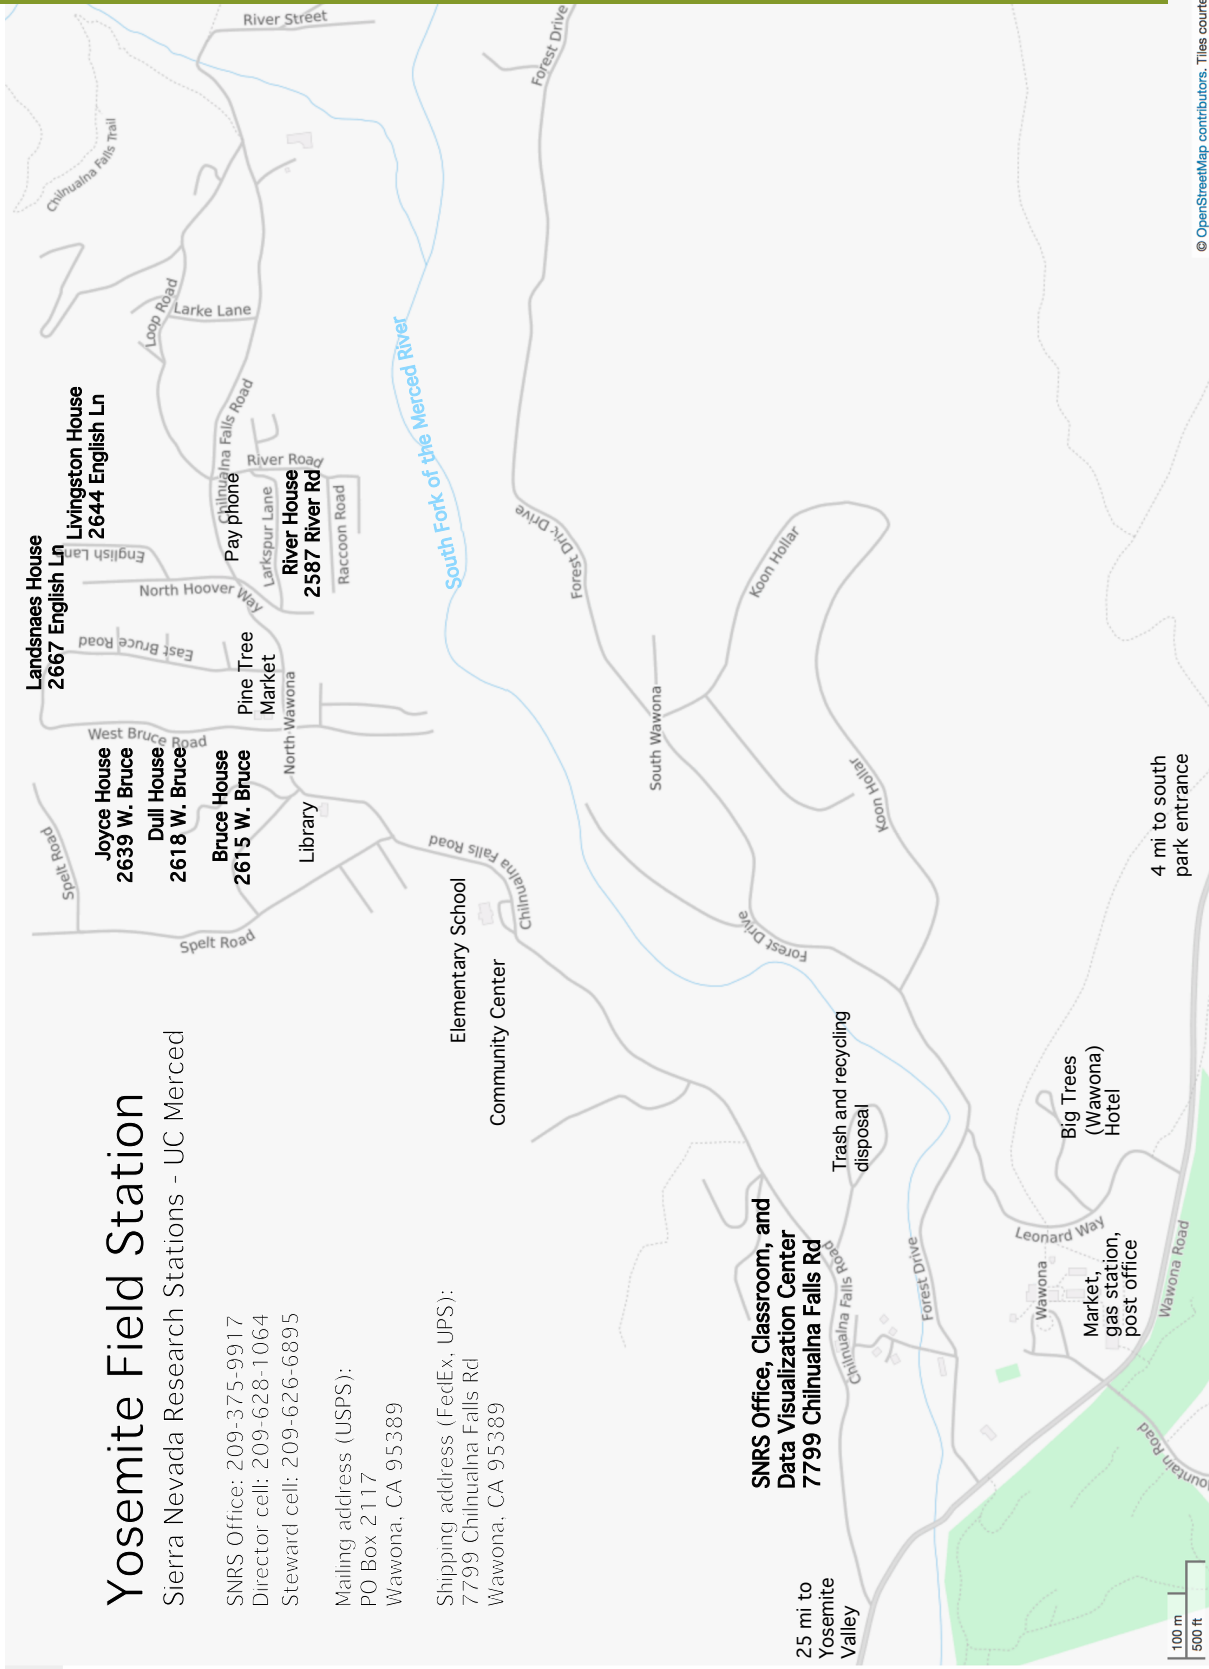 Yosemite Field Station
Sierra Nevada Research Stations - UC Merced
SNRS Office: 209-375-9917
Director cell: 209-628-1064
Steward cell: 209-626-6895
Mailing address (USPS):
PO Box 2117
Wawona, CA 95389
Shipping address (FedEx, UPS):
7799 Chilnualna Falls Rd
Wawona, CA 95389
Landsnaes House
2667 English Ln
Livingston House
2644 English Ln
Joyce House
2639 W. Bruce
Dull House
2618 W. Bruce
Bruce House
2615 W. Bruce
River House
2587 River Rd
Pay phone
Pine Tree
Market
Library
Elementary School
Community Center
SNRS Office, Classroom, and
Data Visualization Center
7799 Chilnualna Falls Rd
Trash and recycling
disposal
Big Trees
(Wawona)
Hotel
Market,
gas station,
post office
4 mi to south
park entrance
25 mi to
Yosemite
Valley
Spelt Road
Spelt Road
West Bruce Road
East Bruce Road
English Lane
North Hoover Way
North Wawona
Larkspur Lane
River Road
Raccoon Road
Chilnualna Falls Road
Loop Road
Larke Lane
Chilnualna Falls Trail
River Street
Forest Drive
South Fork of the Merced River
Forest Drive
Chilnualna Falls Road
South Wawona
Koon Hollar
Koon Hollar
Forest Drive
Chilnualna Falls Road
Forest Drive
Leonard Way
Wawona
Wawona Road
Road
100 m
500 ft
© OpenStreetMap contributors. Tiles